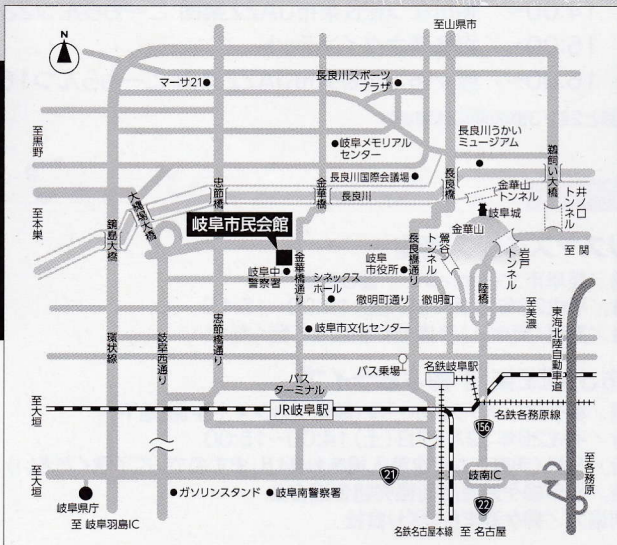 N
至山県市
マーサ21
長良川スポーツ
プラザ
岐阜メモリアル
センター
長良川うかい
ミュージアム
長良川国際会議場
長良川
至黒野
至本巣
鏡島大橋
大縄場大橋
忠節橋
金華橋
長良橋
鵜飼い大橋
金華山
トンネル
岐阜城
金華山
井ノ口
トンネル
至 関
岐阜市民会館
岐阜中
警察署
金華橋通り
シネックス
ホール
岐阜
市役所
長良橋通り
鶯谷
トンネル
岩戸
トンネル
陸橋
徹明町通り
徹明町
至美濃
東海北陸自動車道
岐阜市文化センター
環状線
岐阜西通り
忠節橋通り
バス乗場
名鉄岐阜駅
バス
ターミナル
JR岐阜駅
至大垣
名鉄各務原線
156
至大垣
21
岐南IC
至各務原
岐阜県庁
至 岐阜羽島IC
ガソリンスタンド
岐阜南警察署
22
名鉄名古屋本線
至 名古屋